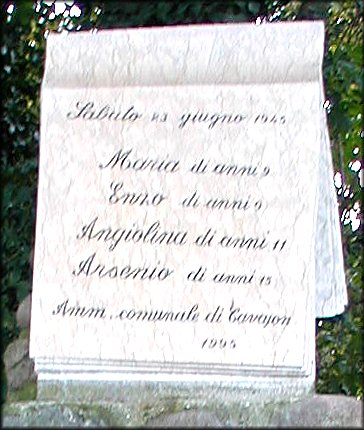 Sabato 23 giugno 1945
Maria di anni 9
Enzo di anni 9
Angiolina di anni 11
Arsenio di anni 15
Amm. comunale di Cavajon
1995